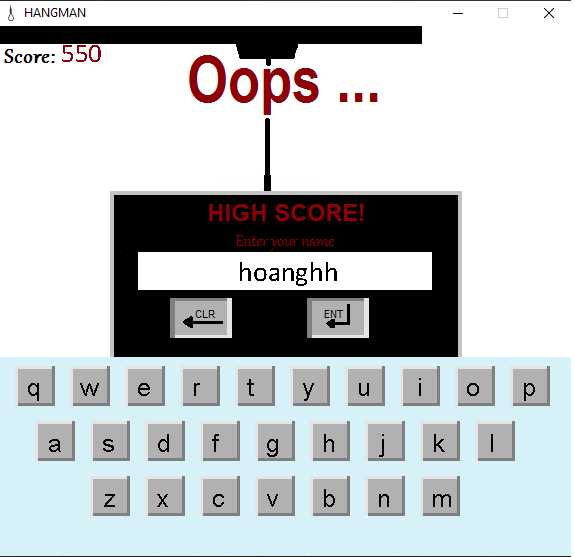 HANGMAN
Score: 550
Oops ...
HIGH SCORE!
Enter your name
hoanghh
CLR ENT
q w e r t y u i o p
a s d f g h j k l
z x c v b n m